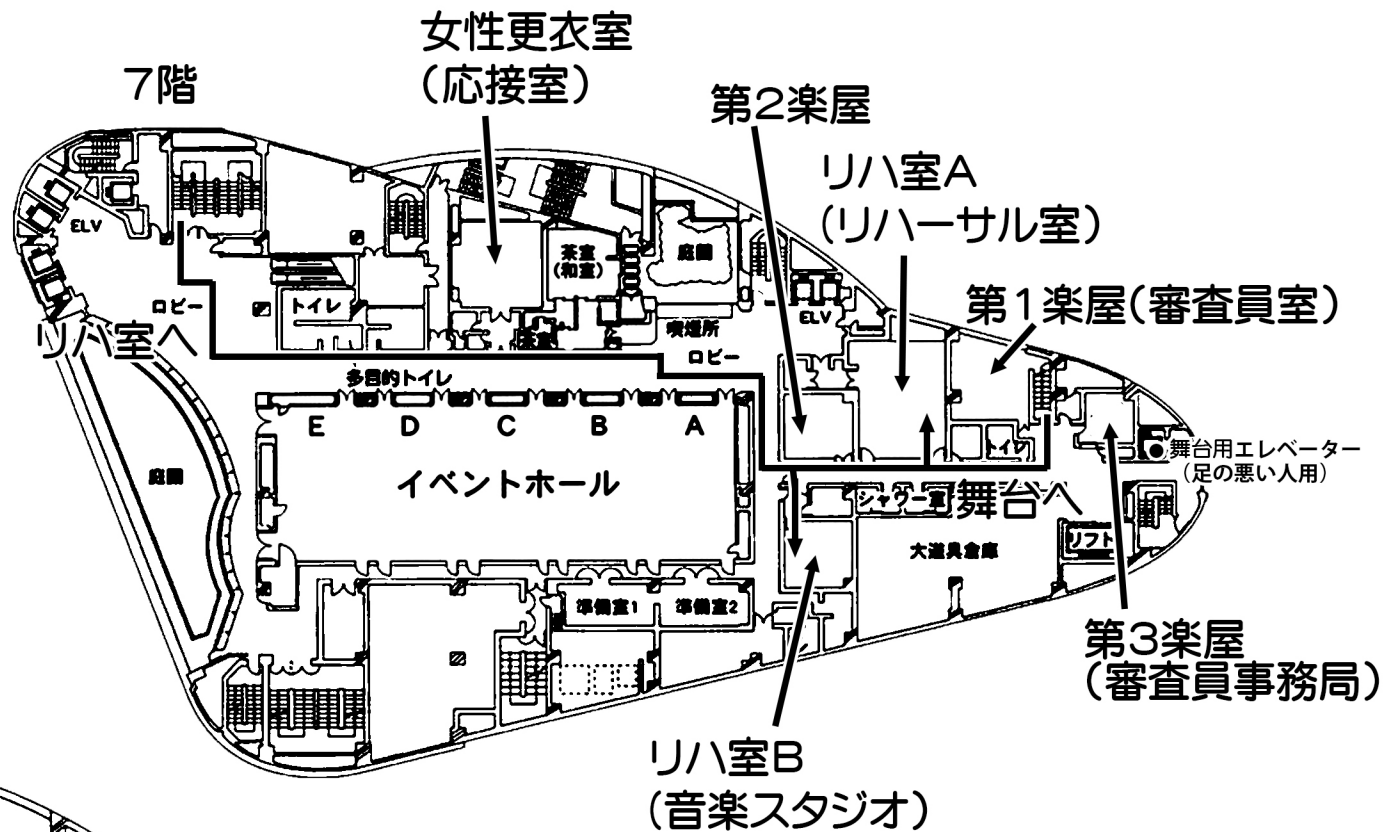 女性更衣室
(応接室)
7階
第2楽屋
リハ室A
(リハーサル室)
ELV
茶室
(和室)
庭園
第1楽屋(審査員室)
ロビー
トイレ
ELV
喫煙所
リハ室へ
ロビー
多目的トイレ
E
D
C
B
A
トイレ
舞台用エレベーター
(足の悪い人用)
庭園
イベントホール
シャワー室
舞台へ
大道具倉庫
リフト
準備室1
準備室2
第3楽屋
(審査員事務局)
リハ室B
(音楽スタジオ)